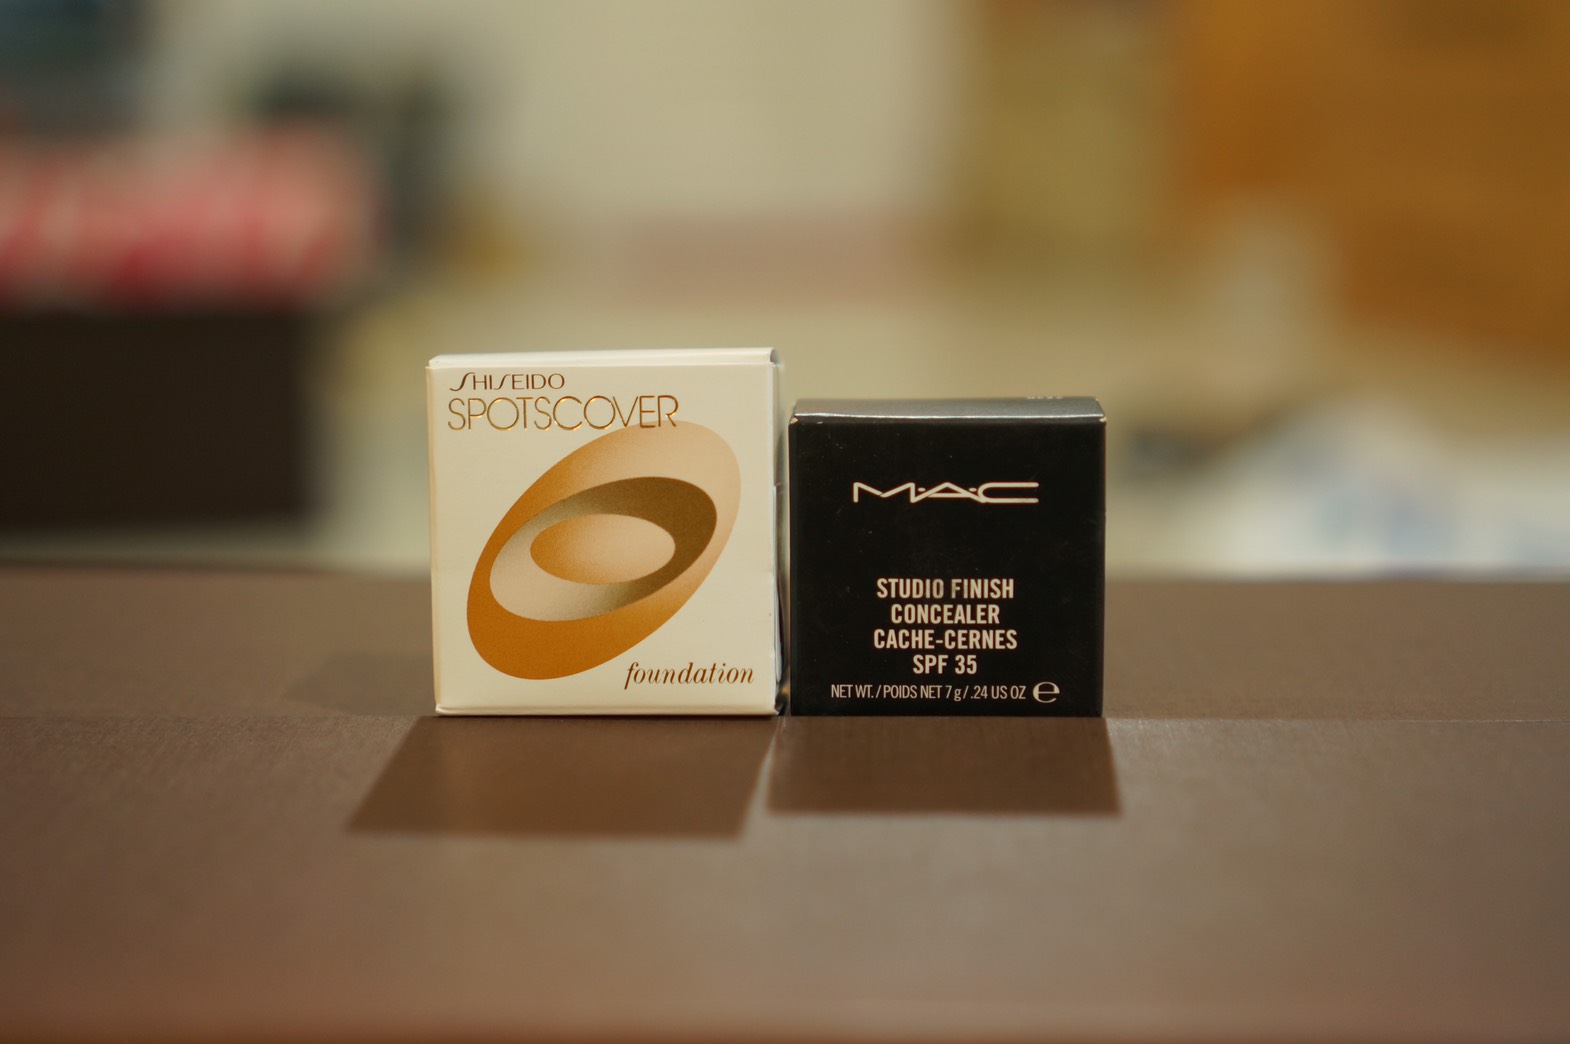 SHISEIDO
SPOTSCOVER
foundation
M·A·C
STUDIO FINISH
CONCEALER
CACHE-CERNES
SPF 35
NET WT./POIDS NET 7 g/.24 US OZ ℮